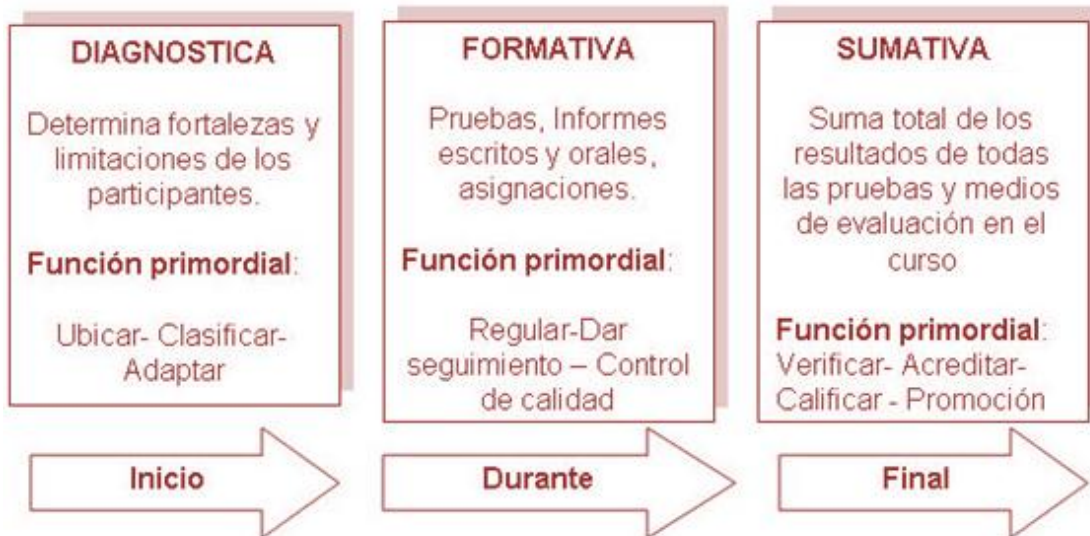 DIAGNOSTICA
Determina fortalezas y
limitaciones de los
participantes.
Función primordial:
Ubicar- Clasificar-
Adaptar
Inicio
FORMATIVA
Pruebas, Informes
escritos y orales,
asignaciones.
Función primordial:
Regular-Dar
seguimiento – Control
de calidad
Durante
SUMATIVA
Suma total de los
resultados de todas
las pruebas y medios
de evaluación en el
curso
Función primordial:
Verificar- Acreditar-
Calificar - Promoción
Final